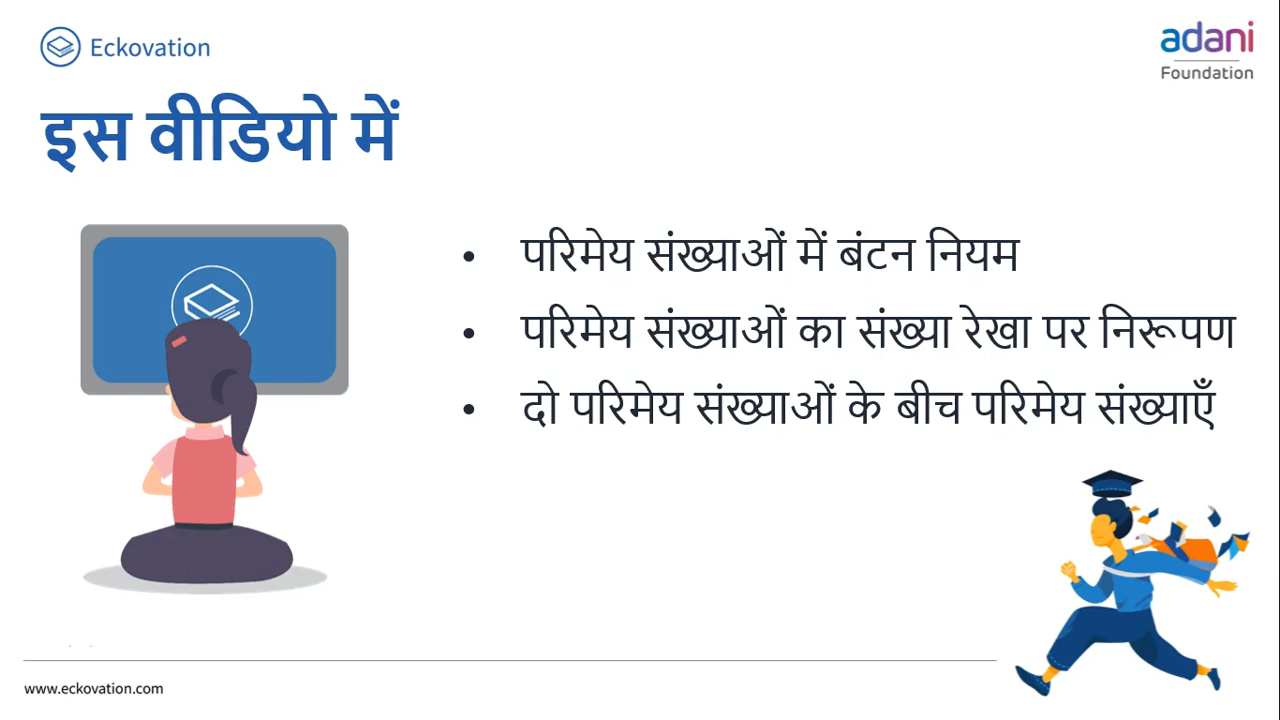 Eckovation
adani
Foundation
इस वीडियो में
• परिमेय संख्याओं में बंटन नियम
• परिमेय संख्याओं का संख्या रेखा पर निरूपण
• दो परिमेय संख्याओं के बीच परिमेय संख्याएँ
www.eckovation.com